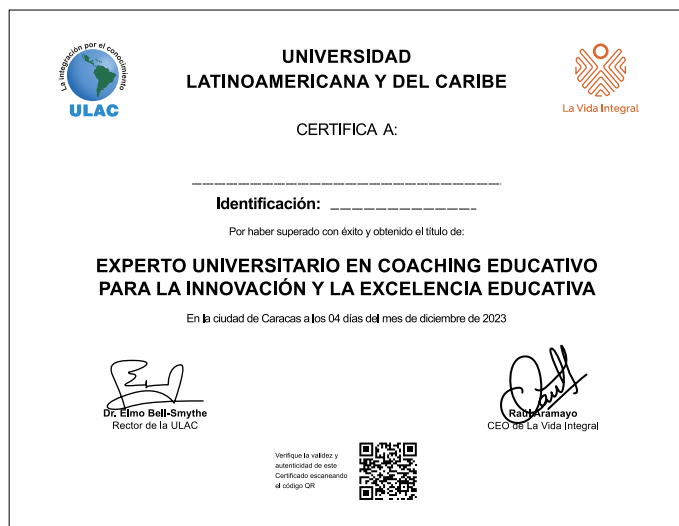 La integración por el conocimiento
ULAC
UNIVERSIDAD
LATINOAMERICANA Y DEL CARIBE
La Vida Integral
CERTIFICA A:
Identificación:
Por haber superado con éxito y obtenido el título de:
EXPERTO UNIVERSITARIO EN COACHING EDUCATIVO
PARA LA INNOVACIÓN Y LA EXCELENCIA EDUCATIVA
En la ciudad de Caracas a los 04 días del mes de diciembre de 2023
Dr. Elmo Bell-Smythe
Rector de la ULAC
Raúl Aramayo
CEO de La Vida Integral
Verifique la validez y
autenticidad de este
Certificado escaneando
el código QR